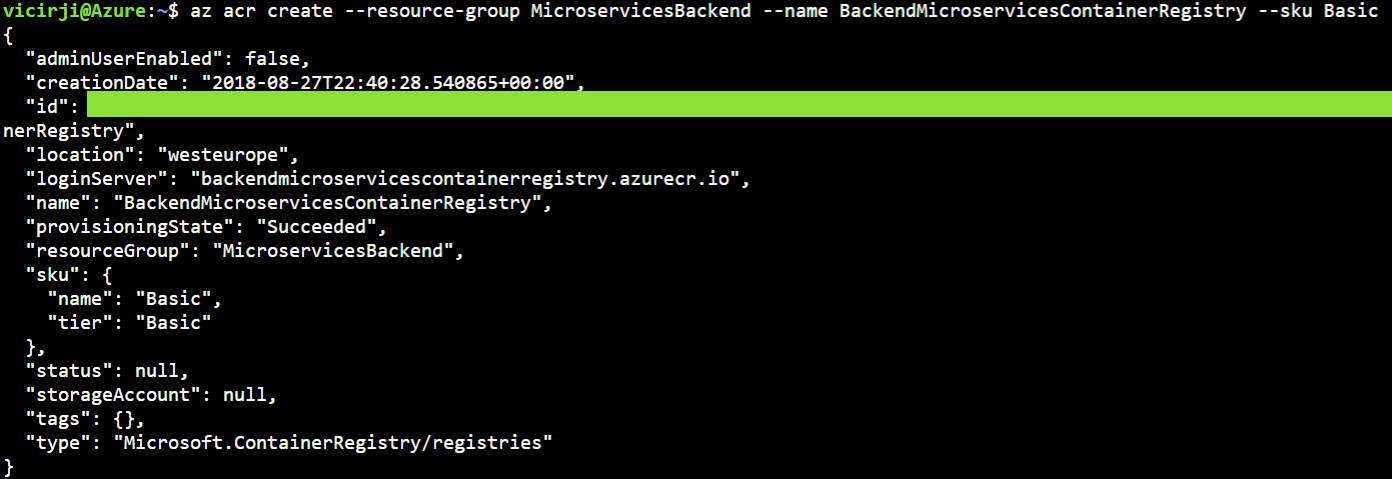 vicirji@Azure:~$ az acr create --resource-group MicroservicesBackend --name BackendMicroservicesContainerRegistry --sku Basic
{
  "adminUserEnabled": false,
  "creationDate": "2018-08-27T22:40:28.540865+00:00",
  "id":
nerRegistry",
  "location": "westeurope",
  "loginServer": "backendmicroservicescontainerregistry.azurecr.io",
  "name": "BackendMicroservicesContainerRegistry",
  "provisioningState": "Succeeded",
  "resourceGroup": "MicroservicesBackend",
  "sku": {
    "name": "Basic",
    "tier": "Basic"
  },
  "status": null,
  "storageAccount": null,
  "tags": {},
  "type": "Microsoft.ContainerRegistry/registries"
}